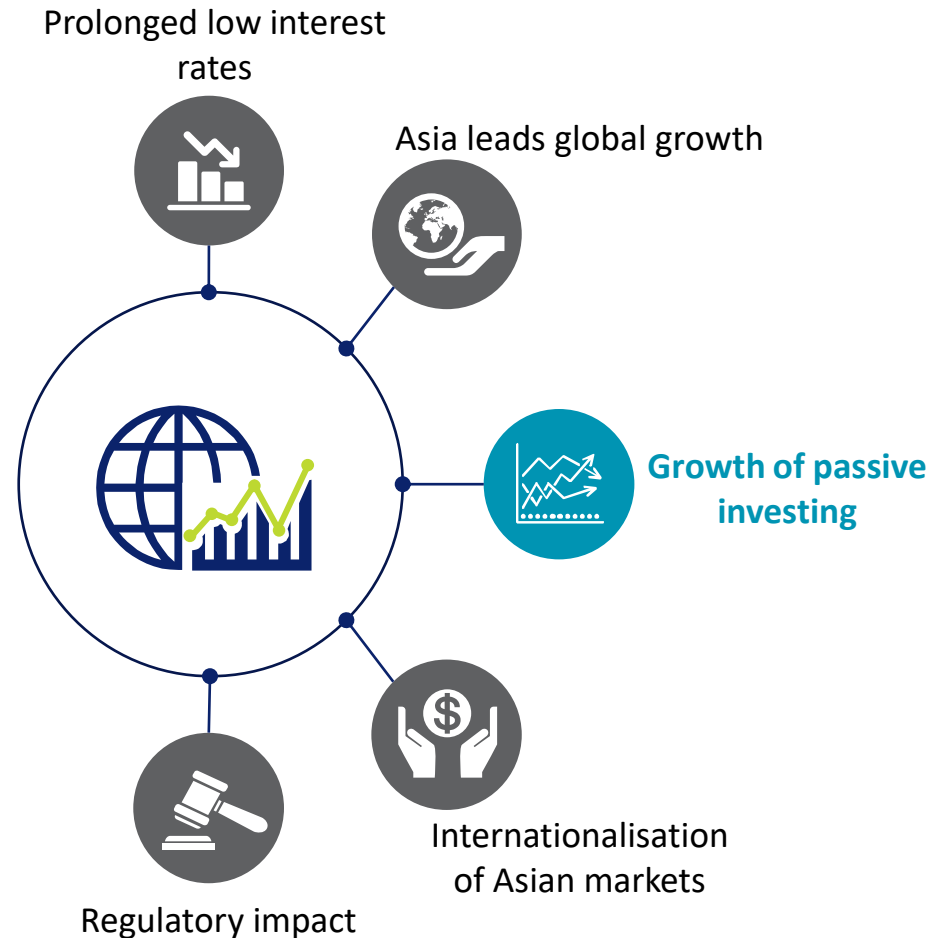 Prolonged low interest
rates
Asia leads global growth
Growth of passive
investing
Internationalisation
of Asian markets
Regulatory impact